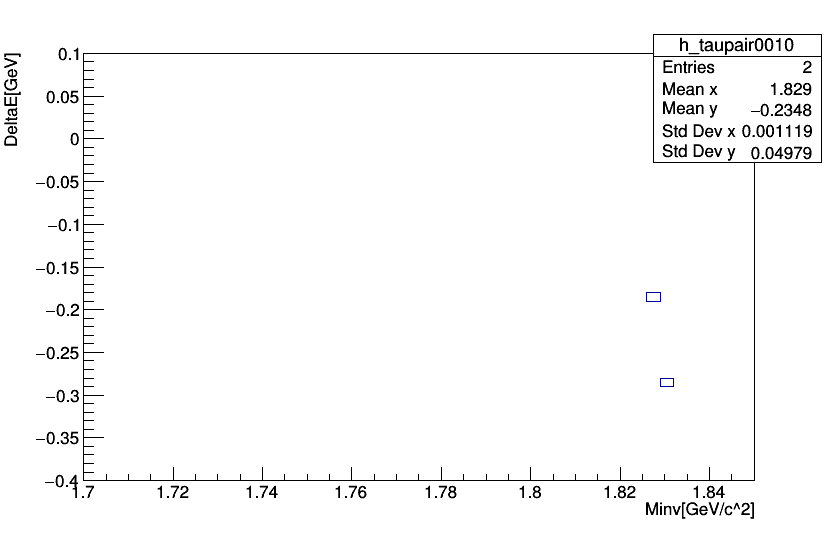 h_taupair0010
Entries 2
Mean x 1.829
Mean y −0.2348
Std Dev x 0.001119
Std Dev y 0.04979
DeltaE[GeV]
0.1
0.05
0
−0.05
−0.1
−0.15
−0.2
−0.25
−0.3
−0.35
−0.4
1.7 1.72 1.74 1.76 1.78 1.8 1.82 1.84
Minv[GeV/c^2]